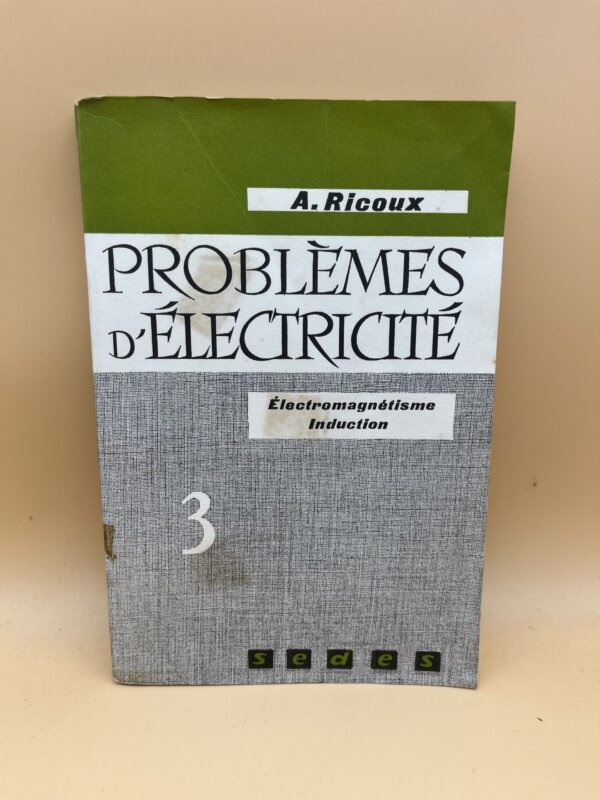 A. Ricoux
PROBLÈMES
D'ÉLECTRICITÉ
Électromagnétisme
Induction
3
sedes